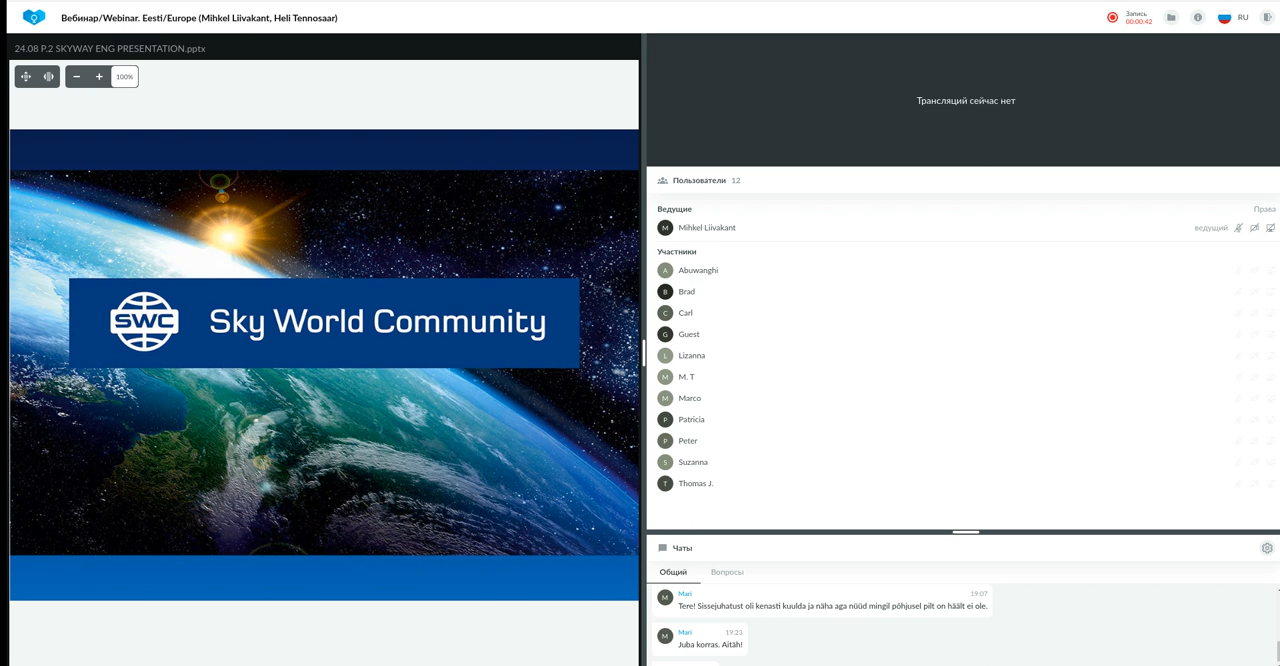 Вебинар/Webinar. Eesti/Europe (Mihkel Liivakant, Heli Tennosaar)
Запись
00:00:42
RU
24.08 P.2 SKYWAY ENG PRESENTATION.pptx
100%
SWC Sky World Community
Трансляций сейчас нет
Пользователи 12
Ведущие Права
M Mihkel Liivakant ведущий
Участники
A Abuwanghi
B Brad
C Carl
G Guest
L Lizanna
M M. T
M Marco
P Patricia
P Peter
S Suzanna
T Thomas J.
Чаты
Общий Вопросы
M Mari 19:07
Tere! Sissejuhatust oli kenasti kuulda ja näha aga nüüd mingil põhjusel pilt on häält ei ole.
M Mari 19:23
Juba korras. Aitäh!